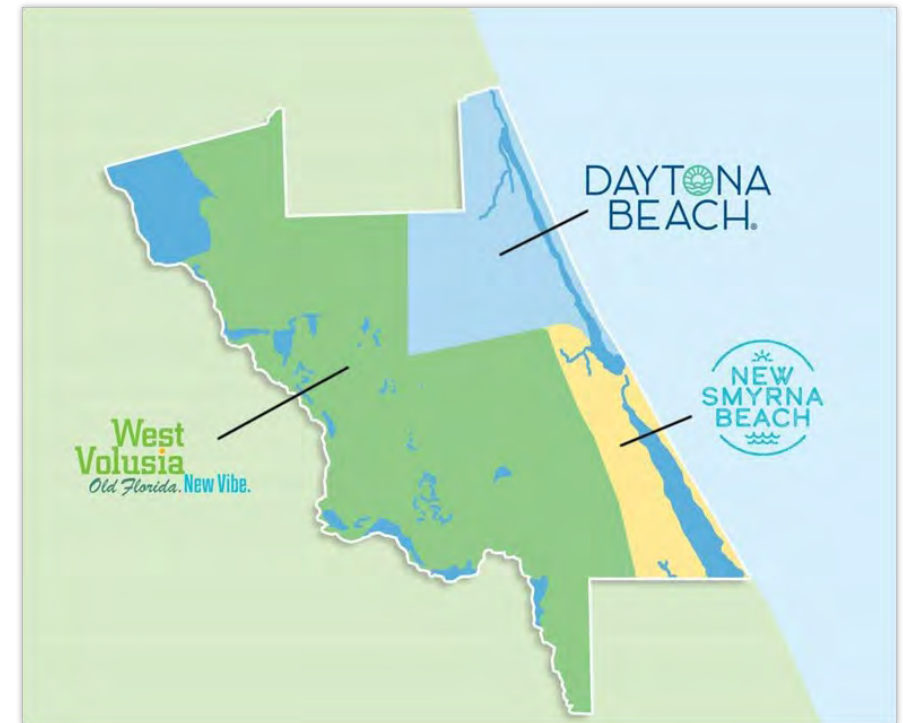 DAYTONA
BEACH®
NEW
SMYRNA
BEACH
West
Volusia
Old Florida. New Vibe.